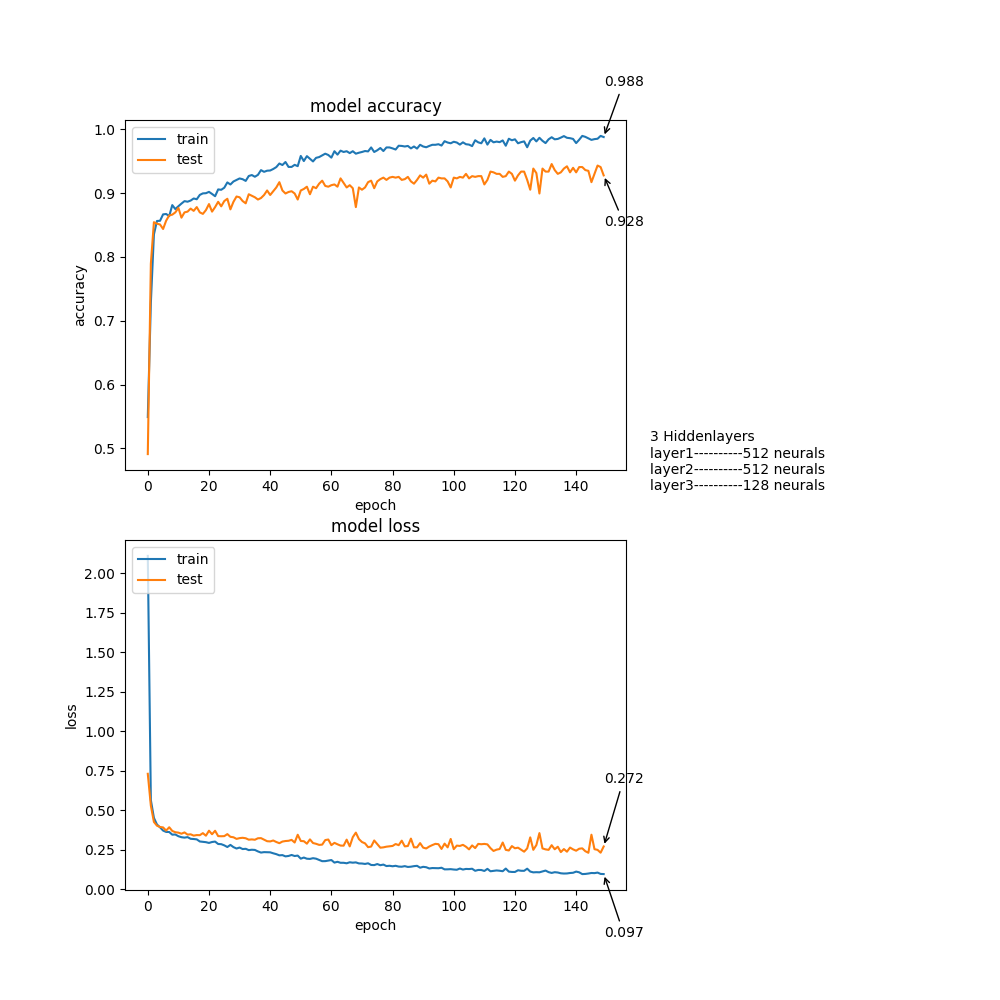 0.988
model accuracy
train
test
1.0
0.9
0.8
0.7
0.6
0.5
accuracy
0.928
0 20 40 60 80 100 120 140
epoch
3 Hiddenlayers
layer1----------512 neurals
layer2----------512 neurals
layer3----------128 neurals
model loss
train
test
2.00
1.75
1.50
1.25
1.00
0.75
0.50
0.25
0.00
loss
0.272
0 20 40 60 80 100 120 140
epoch
0.097